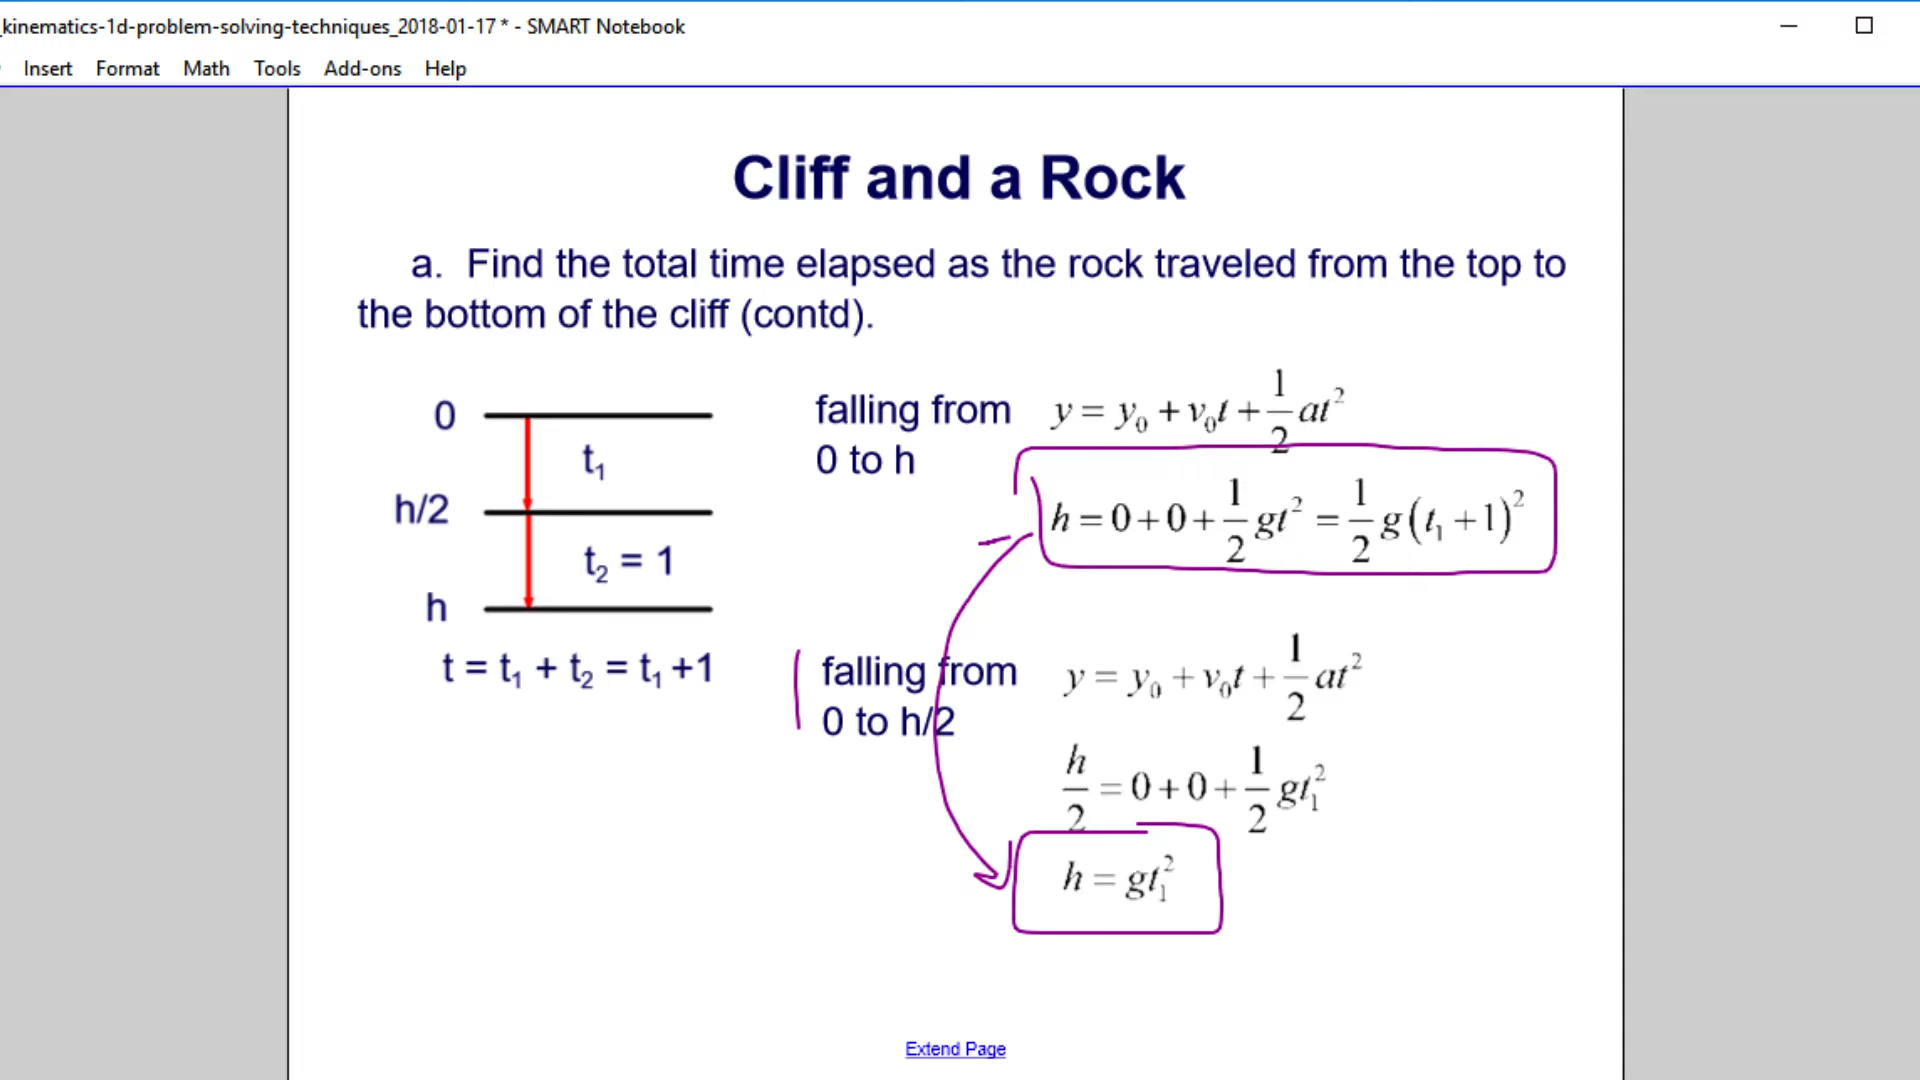 _kinematics-1d-problem-solving-techniques_2018-01-17 * - SMART Notebook
Insert Format Math Tools Add-ons Help
Cliff and a Rock
a. Find the total time elapsed as the rock traveled from the top to
the bottom of the cliff (contd).
0
t₁
h/2
t₂ = 1
h
t = t₁ + t₂ = t₁ +1
falling from
0 to h
y = y₀ + v₀t + 1/2 at²
h = 0 + 0 + 1/2 gt² = 1/2 g(t₁ + 1)²
falling from
0 to h/2
y = y₀ + v₀t + 1/2 at²
h/2 = 0 + 0 + 1/2 gt₁²
h = gt₁²
Extend Page